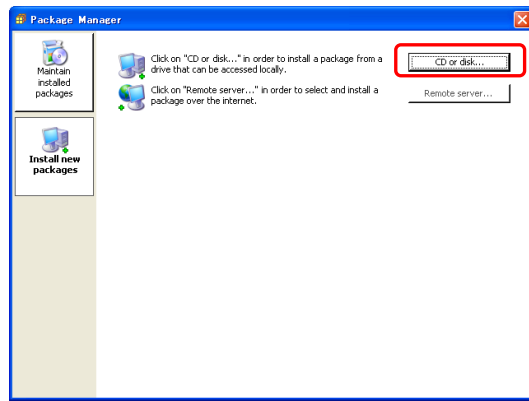 Package Manager
Maintain
installed
packages
Install new
packages
Click on "CD or disk..." in order to install a package from a
drive that can be accessed locally.
CD or disk...
Click on "Remote server..." in order to select and install a
package over the internet.
Remote server...